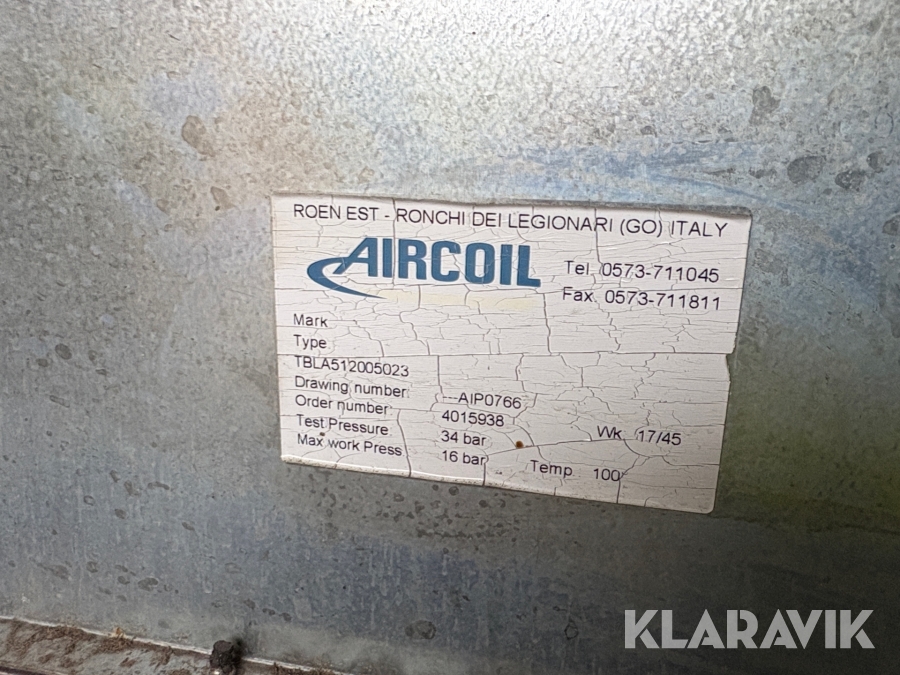 ROEN EST - RONCHI DEI LEGIONARI (GO) ITALY
AIRCOIL
Tel. 0573-711045
Fax. 0573-711811
Mark
Type
TBLA512005023
Drawing number: ---AIP0766
Order number: 4015938 Wk. 17/45
Test Pressure 34 bar
Max work Press 16 bar Temp 100
KLARAVIK